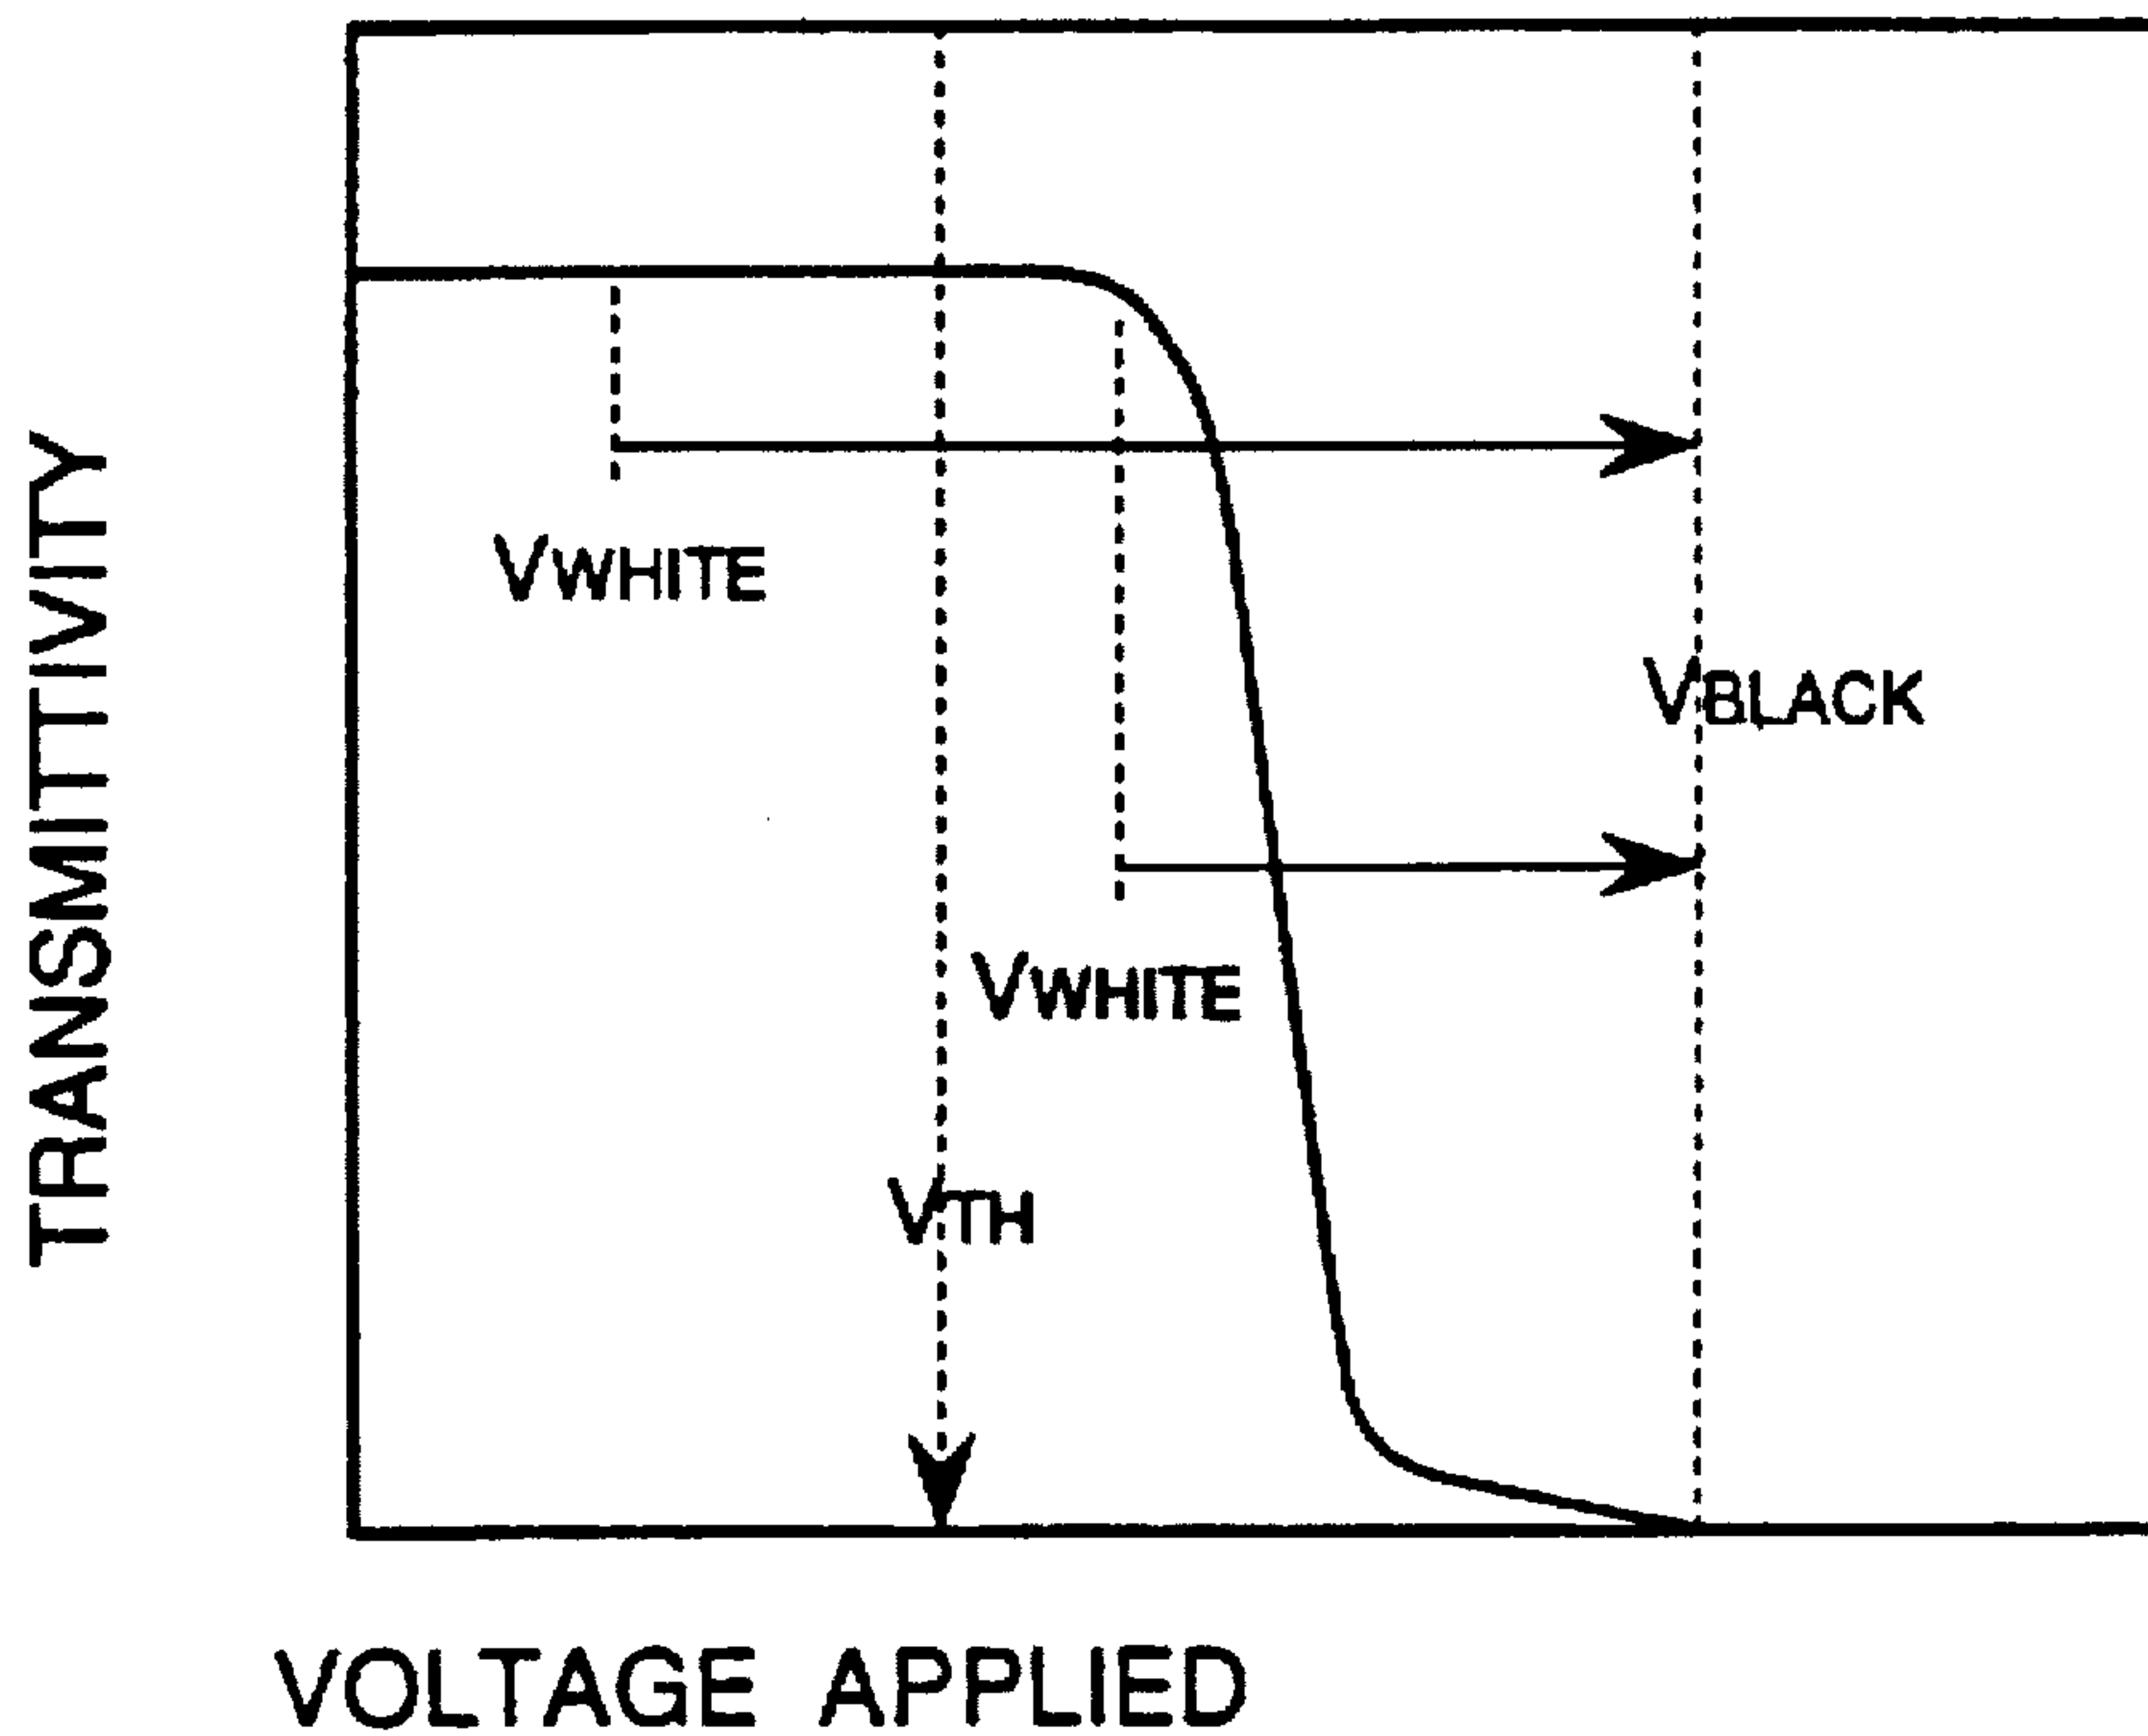 TRANSMITTIVITY
VWHITE
VBLACK
VWHITE
VTH
VOLTAGE APPLIED